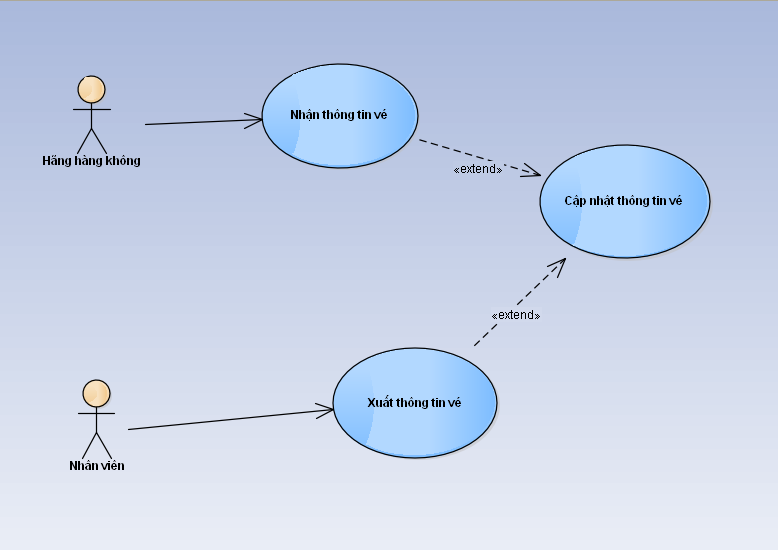 Nhận thông tin vé
Hãng hàng không
«extend»
Cập nhật thông tin vé
«extend»
Xuất thông tin vé
Nhân viên